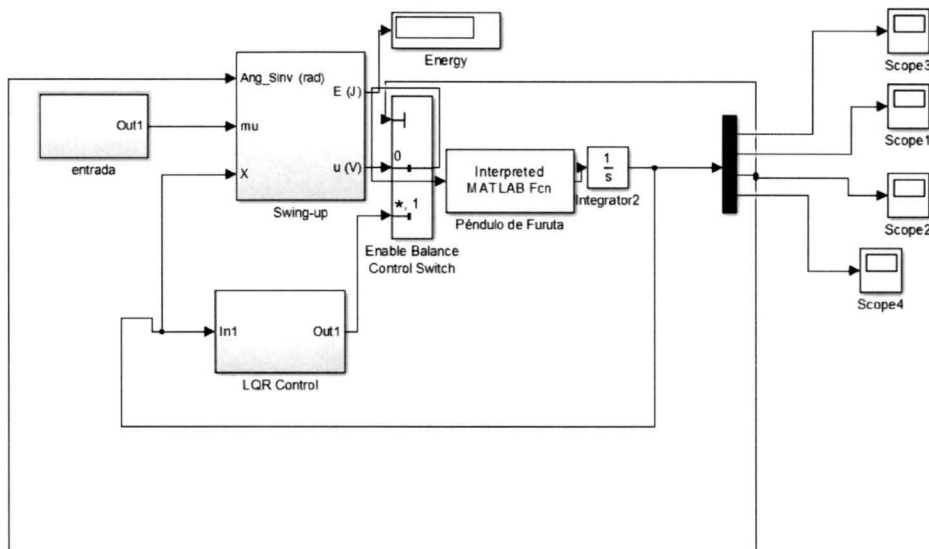 Energy
Scope3
Ang_Sinv (rad)
E (J)
Out1
mu
entrada
u (V)
X
Swing-up
0
*, 1
Enable Balance
Control Switch
Interpreted
MATLAB Fcn
Péndulo de Furuta
1
s
Integrator2
Scope1
Scope2
Scope4
In1
Out1
LQR Control